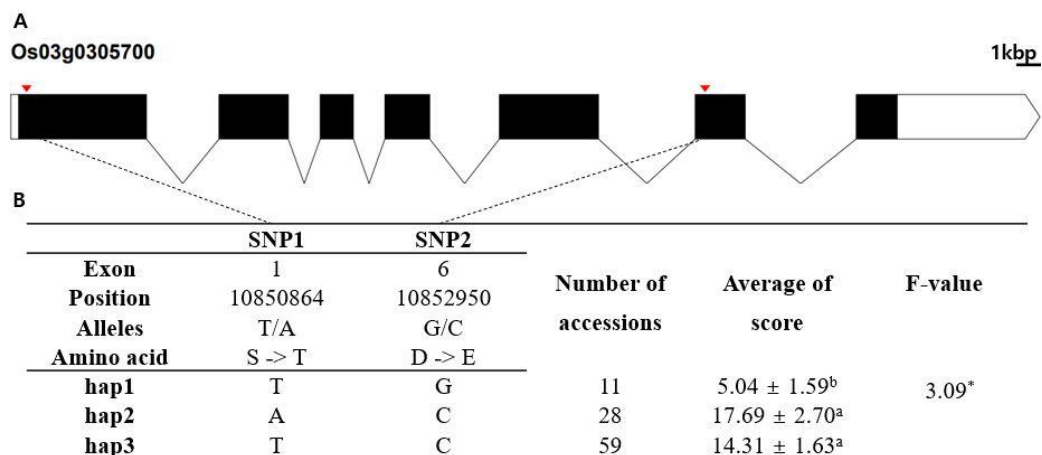 A
Os03g0305700
1kbp
B
SNP1 SNP2
Exon 1 6
Position 10850864 10852950
Alleles T/A G/C
Amino acid S -> T D -> E
Number of accessions
Average of score
F-value
hap1 T G 11 5.04 ± 1.59ᵇ 3.09*
hap2 A C 28 17.69 ± 2.70ᵃ
hap3 T C 59 14.31 ± 1.63ᵃ